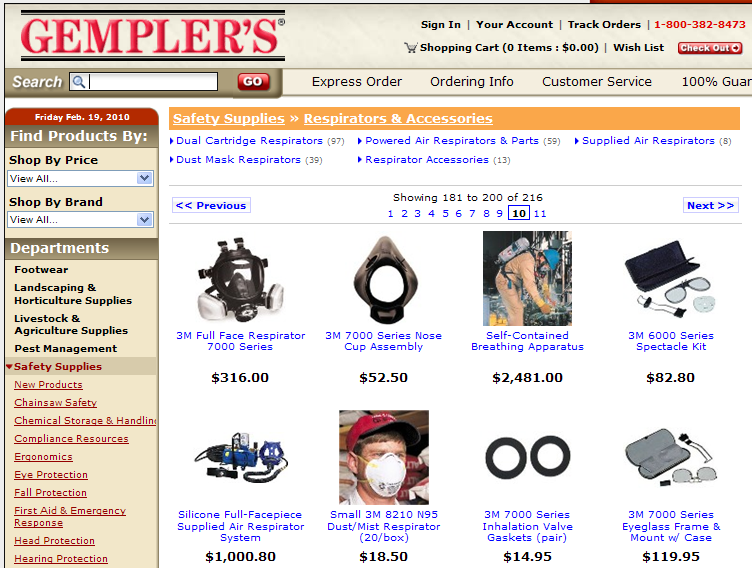 GEMPLER'S®
Sign In | Your Account | Track Orders | 1-800-382-8473
Shopping Cart (0 Items : $0.00) | Wish List Check Out
Search GO Express Order Ordering Info Customer Service 100% Guar
Friday Feb. 19, 2010
Find Products By:
Shop By Price
View All...
Shop By Brand
View All...
Departments
Footwear
Landscaping &
Horticulture Supplies
Livestock &
Agriculture Supplies
Pest Management
Safety Supplies
New Products
Chainsaw Safety
Chemical Storage & Handlin
Compliance Resources
Ergonomics
Eye Protection
Fall Protection
First Aid & Emergency
Response
Head Protection
Hearing Protection
Safety Supplies » Respirators & Accessories
Dual Cartridge Respirators (97) Powered Air Respirators & Parts (59) Supplied Air Respirators (8)
Dust Mask Respirators (39) Respirator Accessories (13)
Showing 181 to 200 of 216
<< Previous 1 2 3 4 5 6 7 8 9 10 11 Next >>
3M Full Face Respirator
7000 Series
$316.00
3M 7000 Series Nose
Cup Assembly
$52.50
Self-Contained
Breathing Apparatus
$2,481.00
3M 6000 Series
Spectacle Kit
$82.80
Silicone Full-Facepiece
Supplied Air Respirator
System
$1,000.80
Small 3M 8210 N95
Dust/Mist Respirator
(20/box)
$18.50
3M 7000 Series
Inhalation Valve
Gaskets (pair)
$14.95
3M 7000 Series
Eyeglass Frame &
Mount w/ Case
$119.95